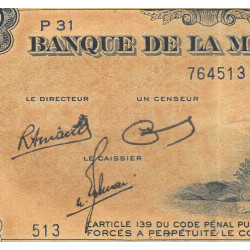 P 31
BANQUE DE LA M
764513
LE DIRECTEUR UN CENSEUR
LE CAISSIER
513
L'ARTICLE 139 DU CODE PÉNAL PU
FORCÉS A PERPÉTUITÉ LE CO